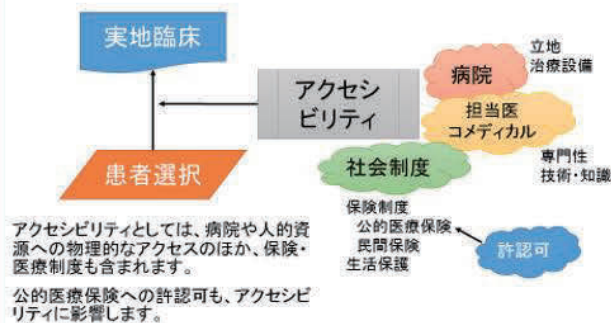 実地臨床
アクセシ
ビリティ
患者選択
病院
立地
治療設備
担当医
コメディカル
専門性
技術・知識
社会制度
保険制度
公的医療保険
民間保険
生活保護
許認可
アクセシビリティとしては、病院や人的資
源への物理的なアクセスのほか、保険・
医療制度も含まれます。
公的医療保険への許認可も、アクセシビ
リティに影響します。